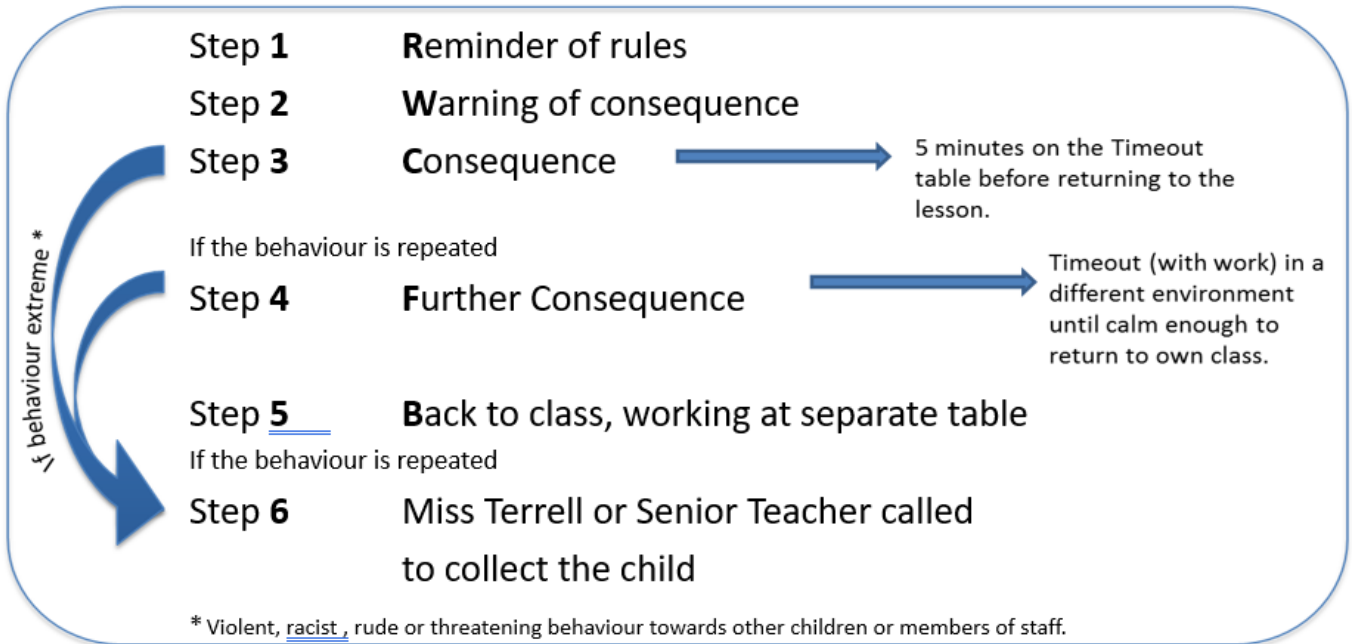 Step 1 Reminder of rules
Step 2 Warning of consequence
Step 3 Consequence
5 minutes on the Timeout
table before returning to the
lesson.
If behaviour extreme *
If the behaviour is repeated
Step 4 Further Consequence
Timeout (with work) in a
different environment
until calm enough to
return to own class.
Step 5 Back to class, working at separate table
If the behaviour is repeated
Step 6 Miss Terrell or Senior Teacher called
to collect the child
* Violent, racist , rude or threatening behaviour towards other children or members of staff.